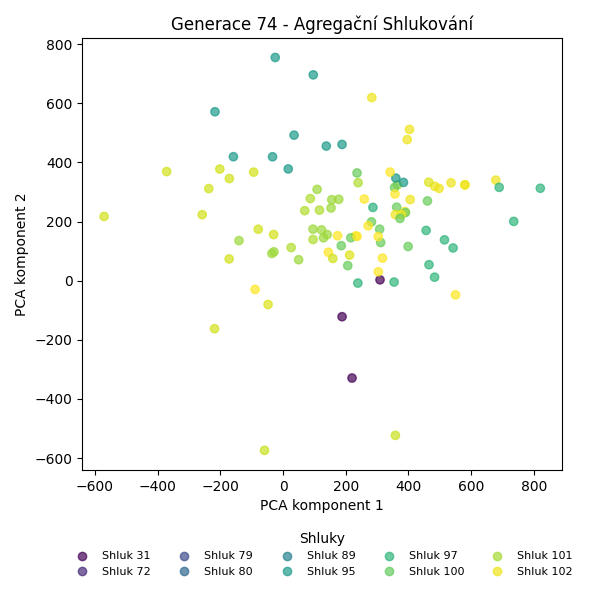 Generace 74 - Agregační Shlukování
800
600
400
200
0
−200
−400
−600
PCA komponent 2
−600 −400 −200 0 200 400 600 800
PCA komponent 1
Shluky
Shluk 31 Shluk 79 Shluk 89 Shluk 97 Shluk 101
Shluk 72 Shluk 80 Shluk 95 Shluk 100 Shluk 102